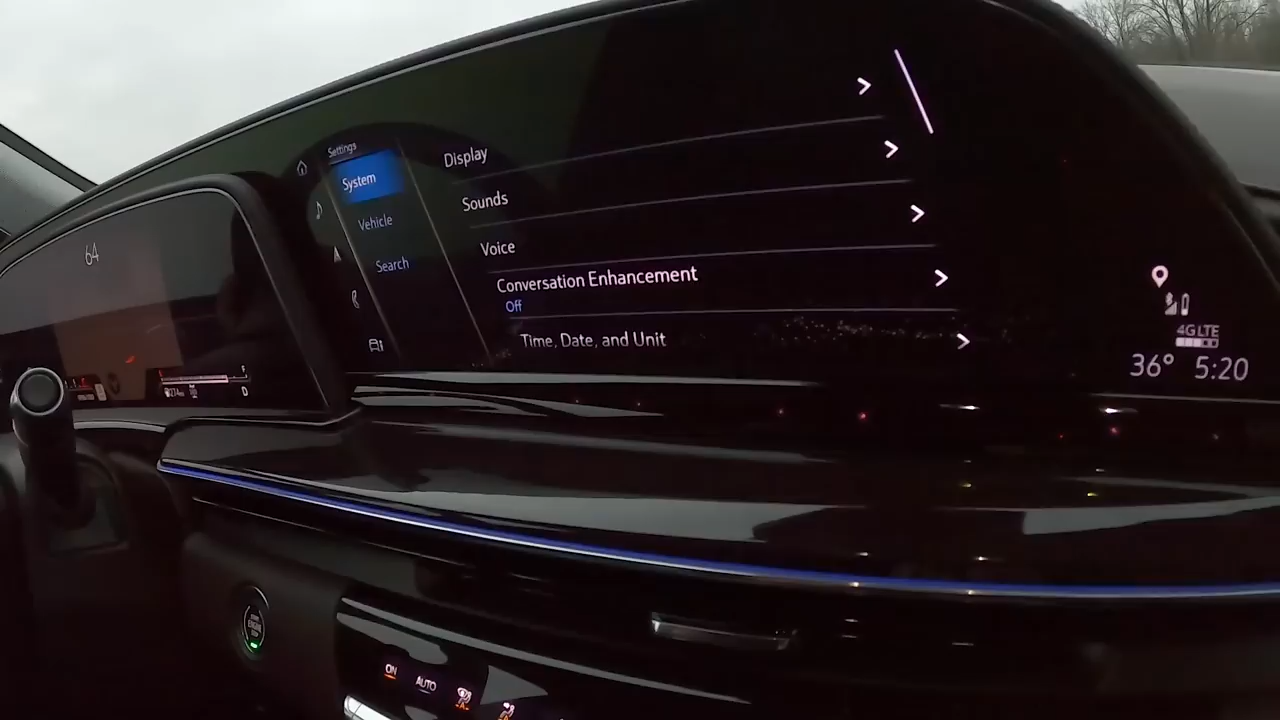 64
Settings
System
Vehicle
Search
Display
Sounds
Voice
Conversation Enhancement
Off
Time, Date, and Unit
4G LTE
36° 5:20
F
D
ENGINE
ON
AUTO